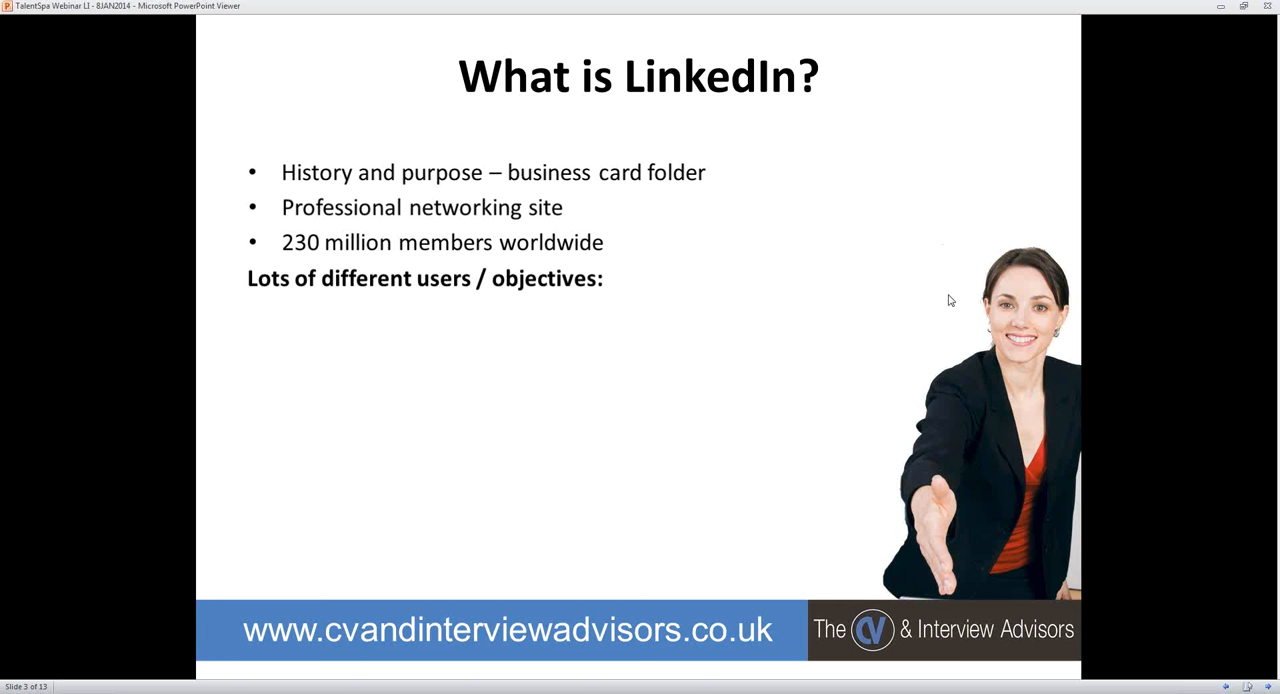 TalentSpa Webinar LI - 8JAN2014 - Microsoft PowerPoint Viewer
What is LinkedIn?
• History and purpose – business card folder
• Professional networking site
• 230 million members worldwide
Lots of different users / objectives:
www.cvandinterviewadvisors.co.uk
The CV & Interview Advisors
Slide 3 of 13